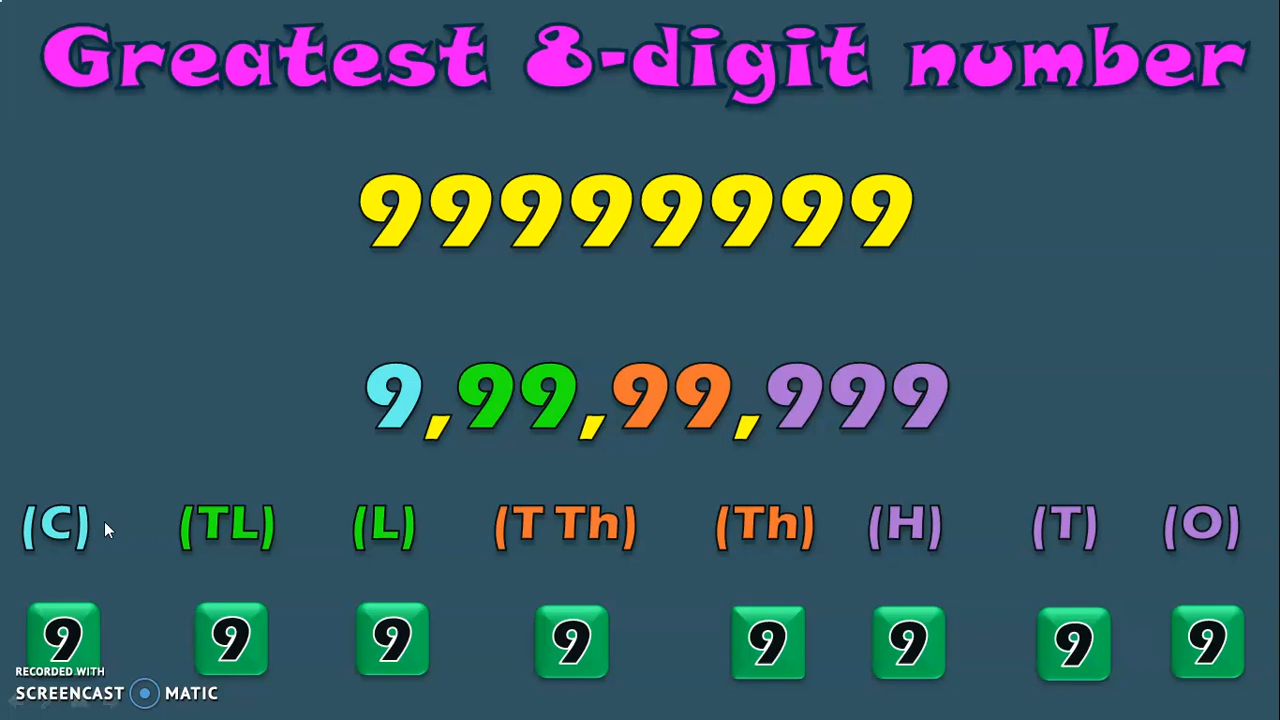 Greatest 8-digit number
99999999
9,99,99,999
(C) (TL) (L) (T Th) (Th) (H) (T) (O)
9 9 9 9 9 9 9 9
RECORDED WITH
SCREENCAST MATIC